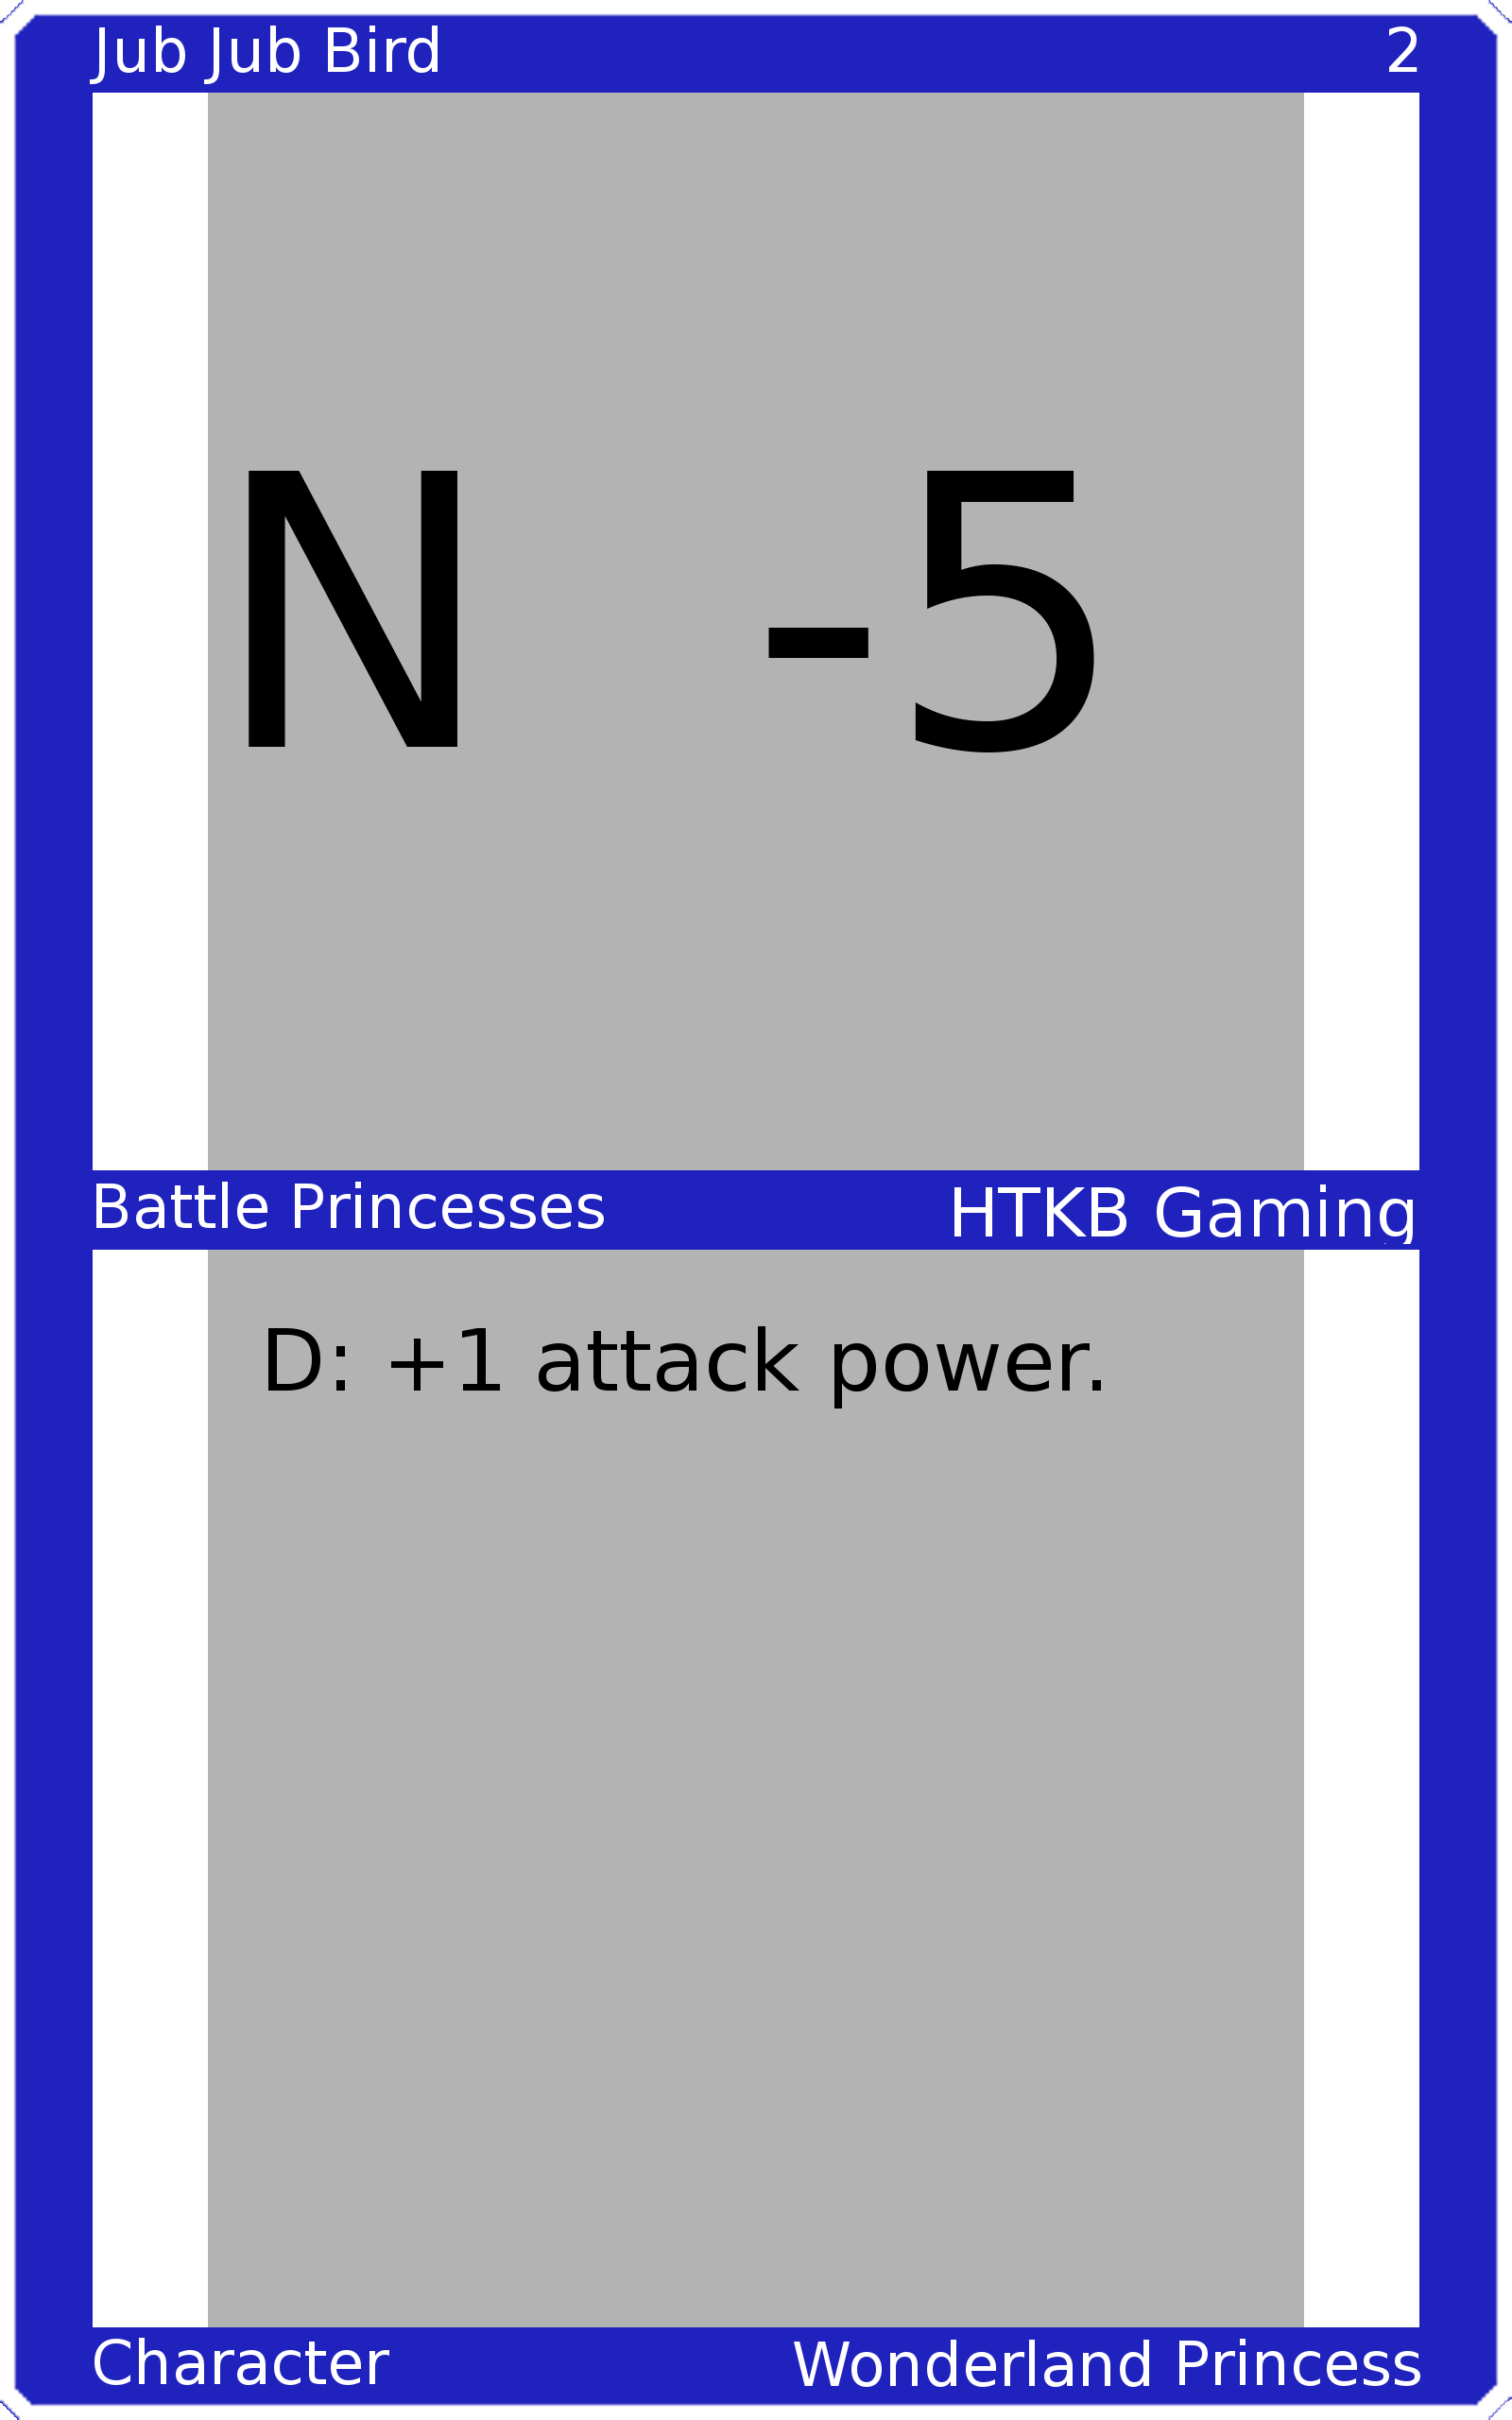 Jub Jub Bird 2
N -5
Battle Princesses HTKB Gaming
D: +1 attack power.
Character Wonderland Princess